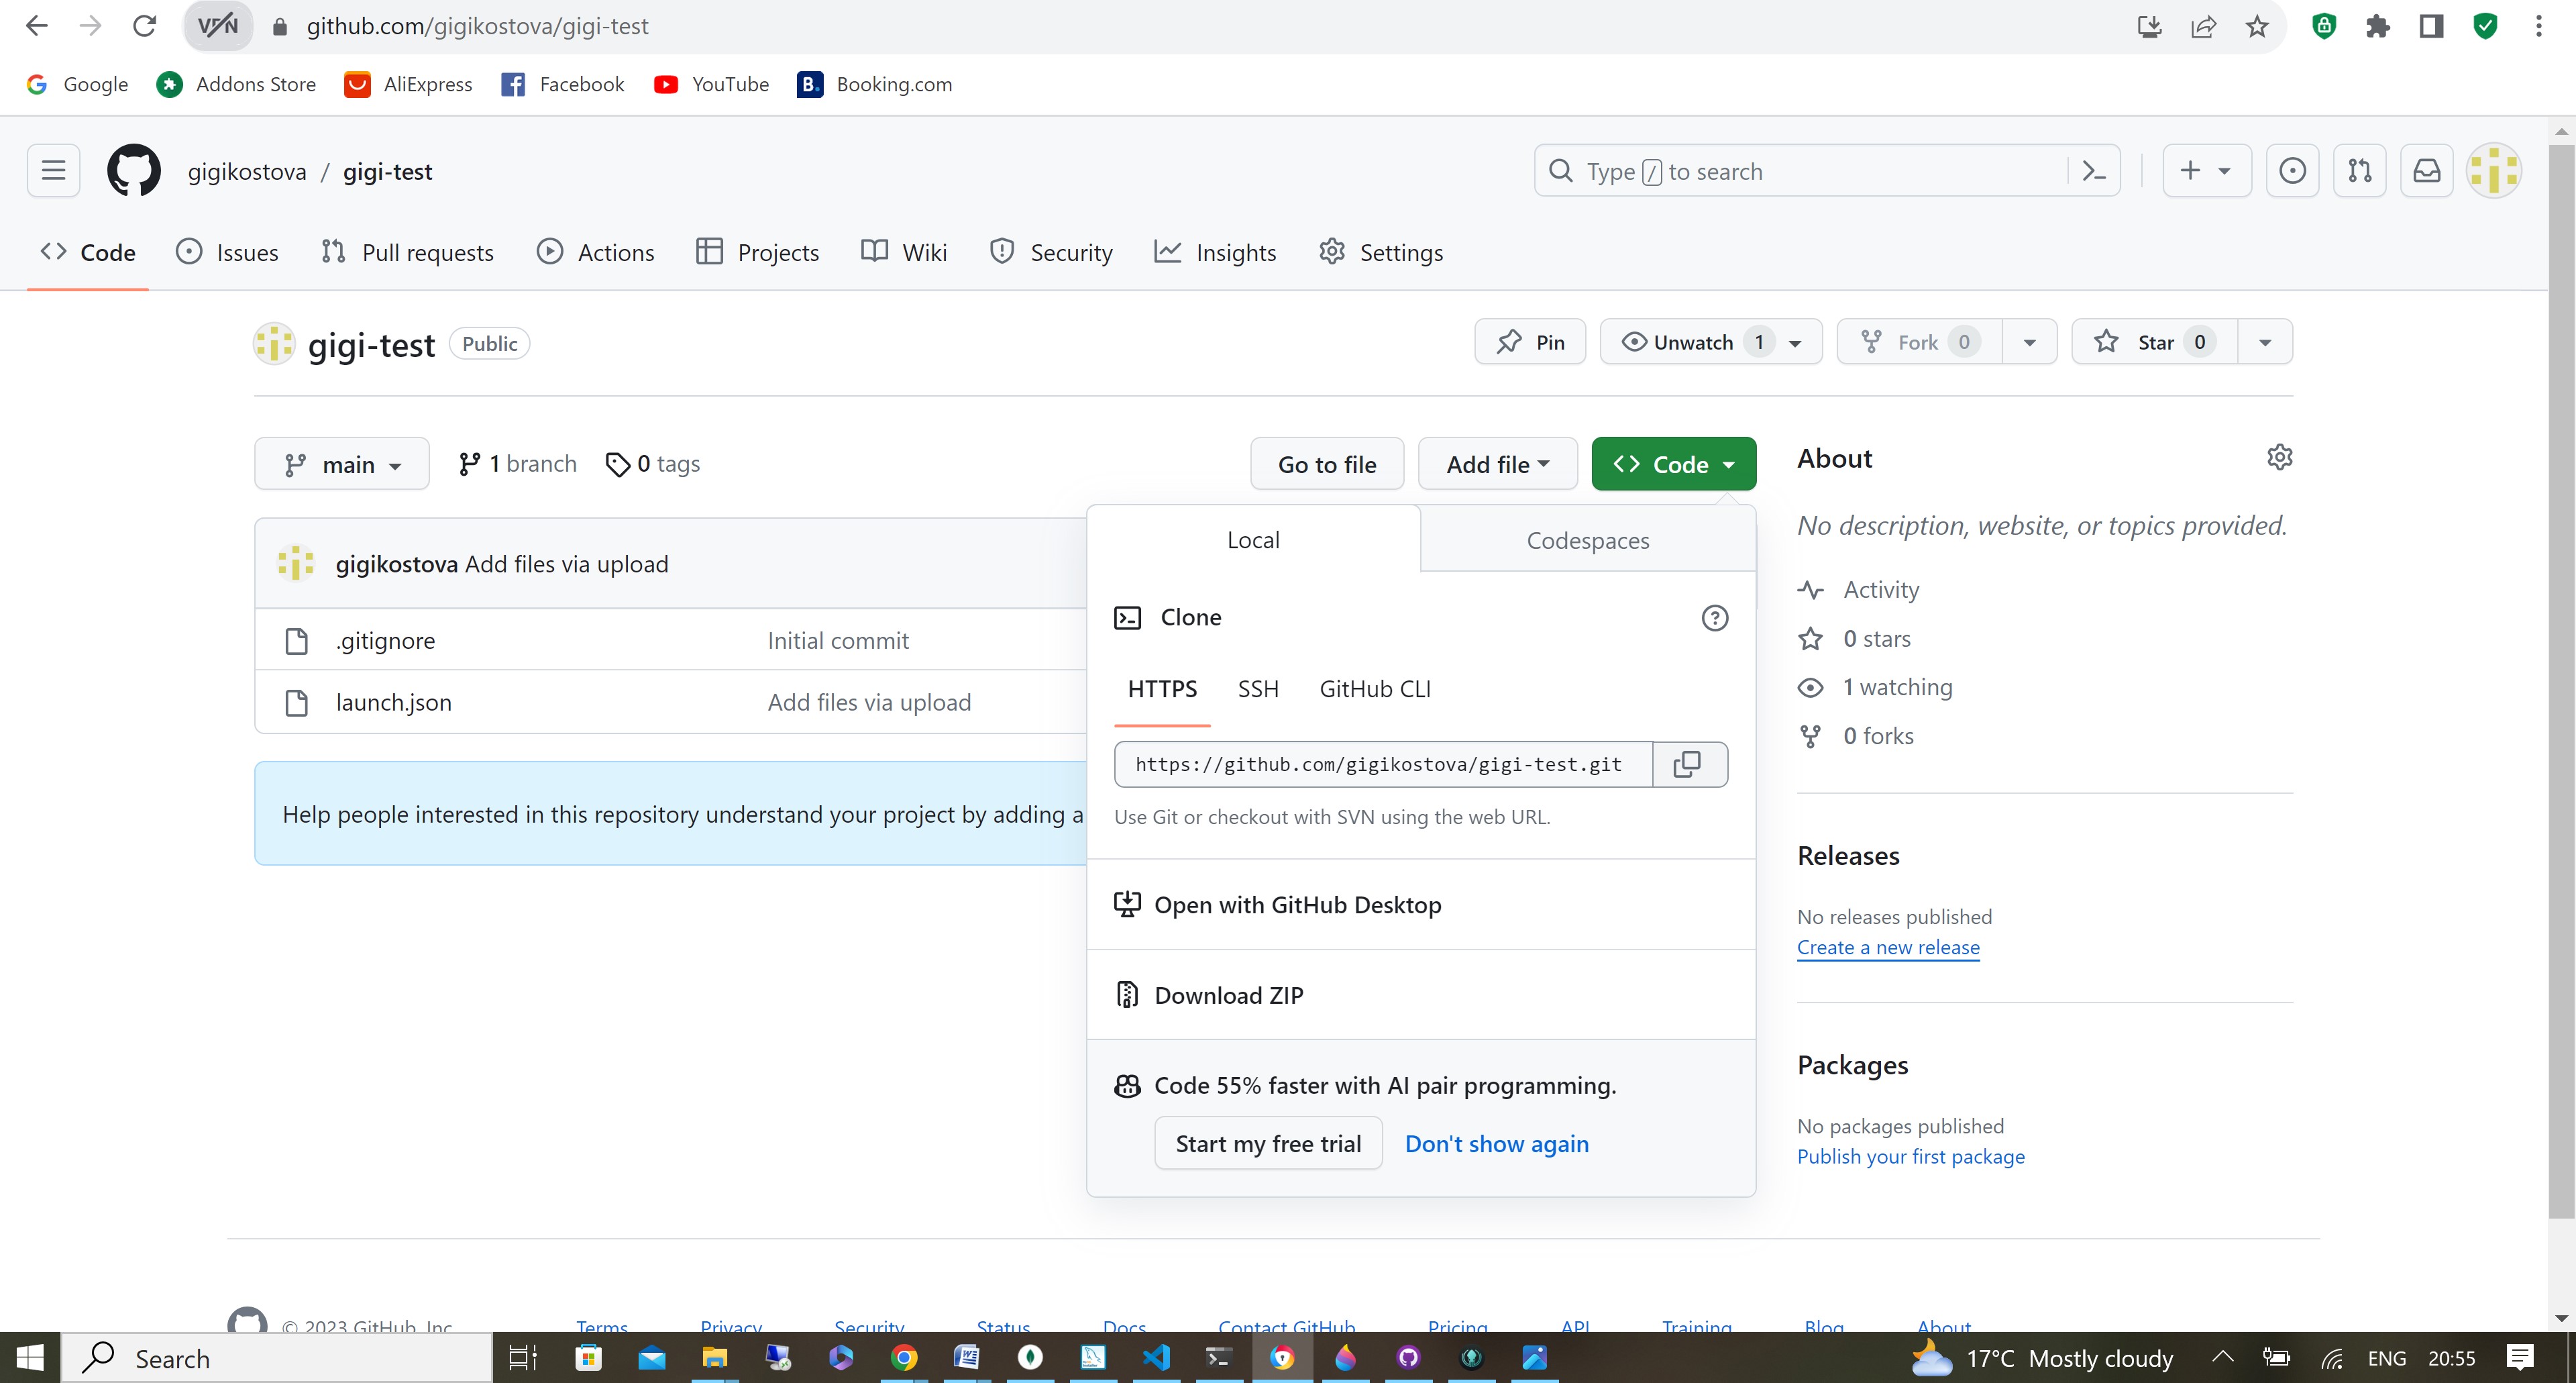 VPN github.com/gigikostova/gigi-test
Google Addons Store AliExpress Facebook YouTube B. Booking.com
gigikostova / gigi-test Type / to search
Code Issues Pull requests Actions Projects Wiki Security Insights Settings
gigi-test Public Pin Unwatch 1 Fork 0 Star 0
main 1 branch 0 tags Go to file Add file Code
About
No description, website, or topics provided.
Activity
0 stars
1 watching
0 forks
Releases
No releases published
Create a new release
Packages
No packages published
Publish your first package
gigikostova Add files via upload
.gitignore Initial commit
launch.json Add files via upload
Help people interested in this repository understand your project by adding a
Local Codespaces
Clone
HTTPS SSH GitHub CLI
https://github.com/gigikostova/gigi-test.git
Use Git or checkout with SVN using the web URL.
Open with GitHub Desktop
Download ZIP
Code 55% faster with AI pair programming.
Start my free trial Don't show again
© 2023 GitHub, Inc. Terms Privacy Security Status Docs Contact GitHub Pricing API Training Blog About
Search 17°C Mostly cloudy ENG 20:55